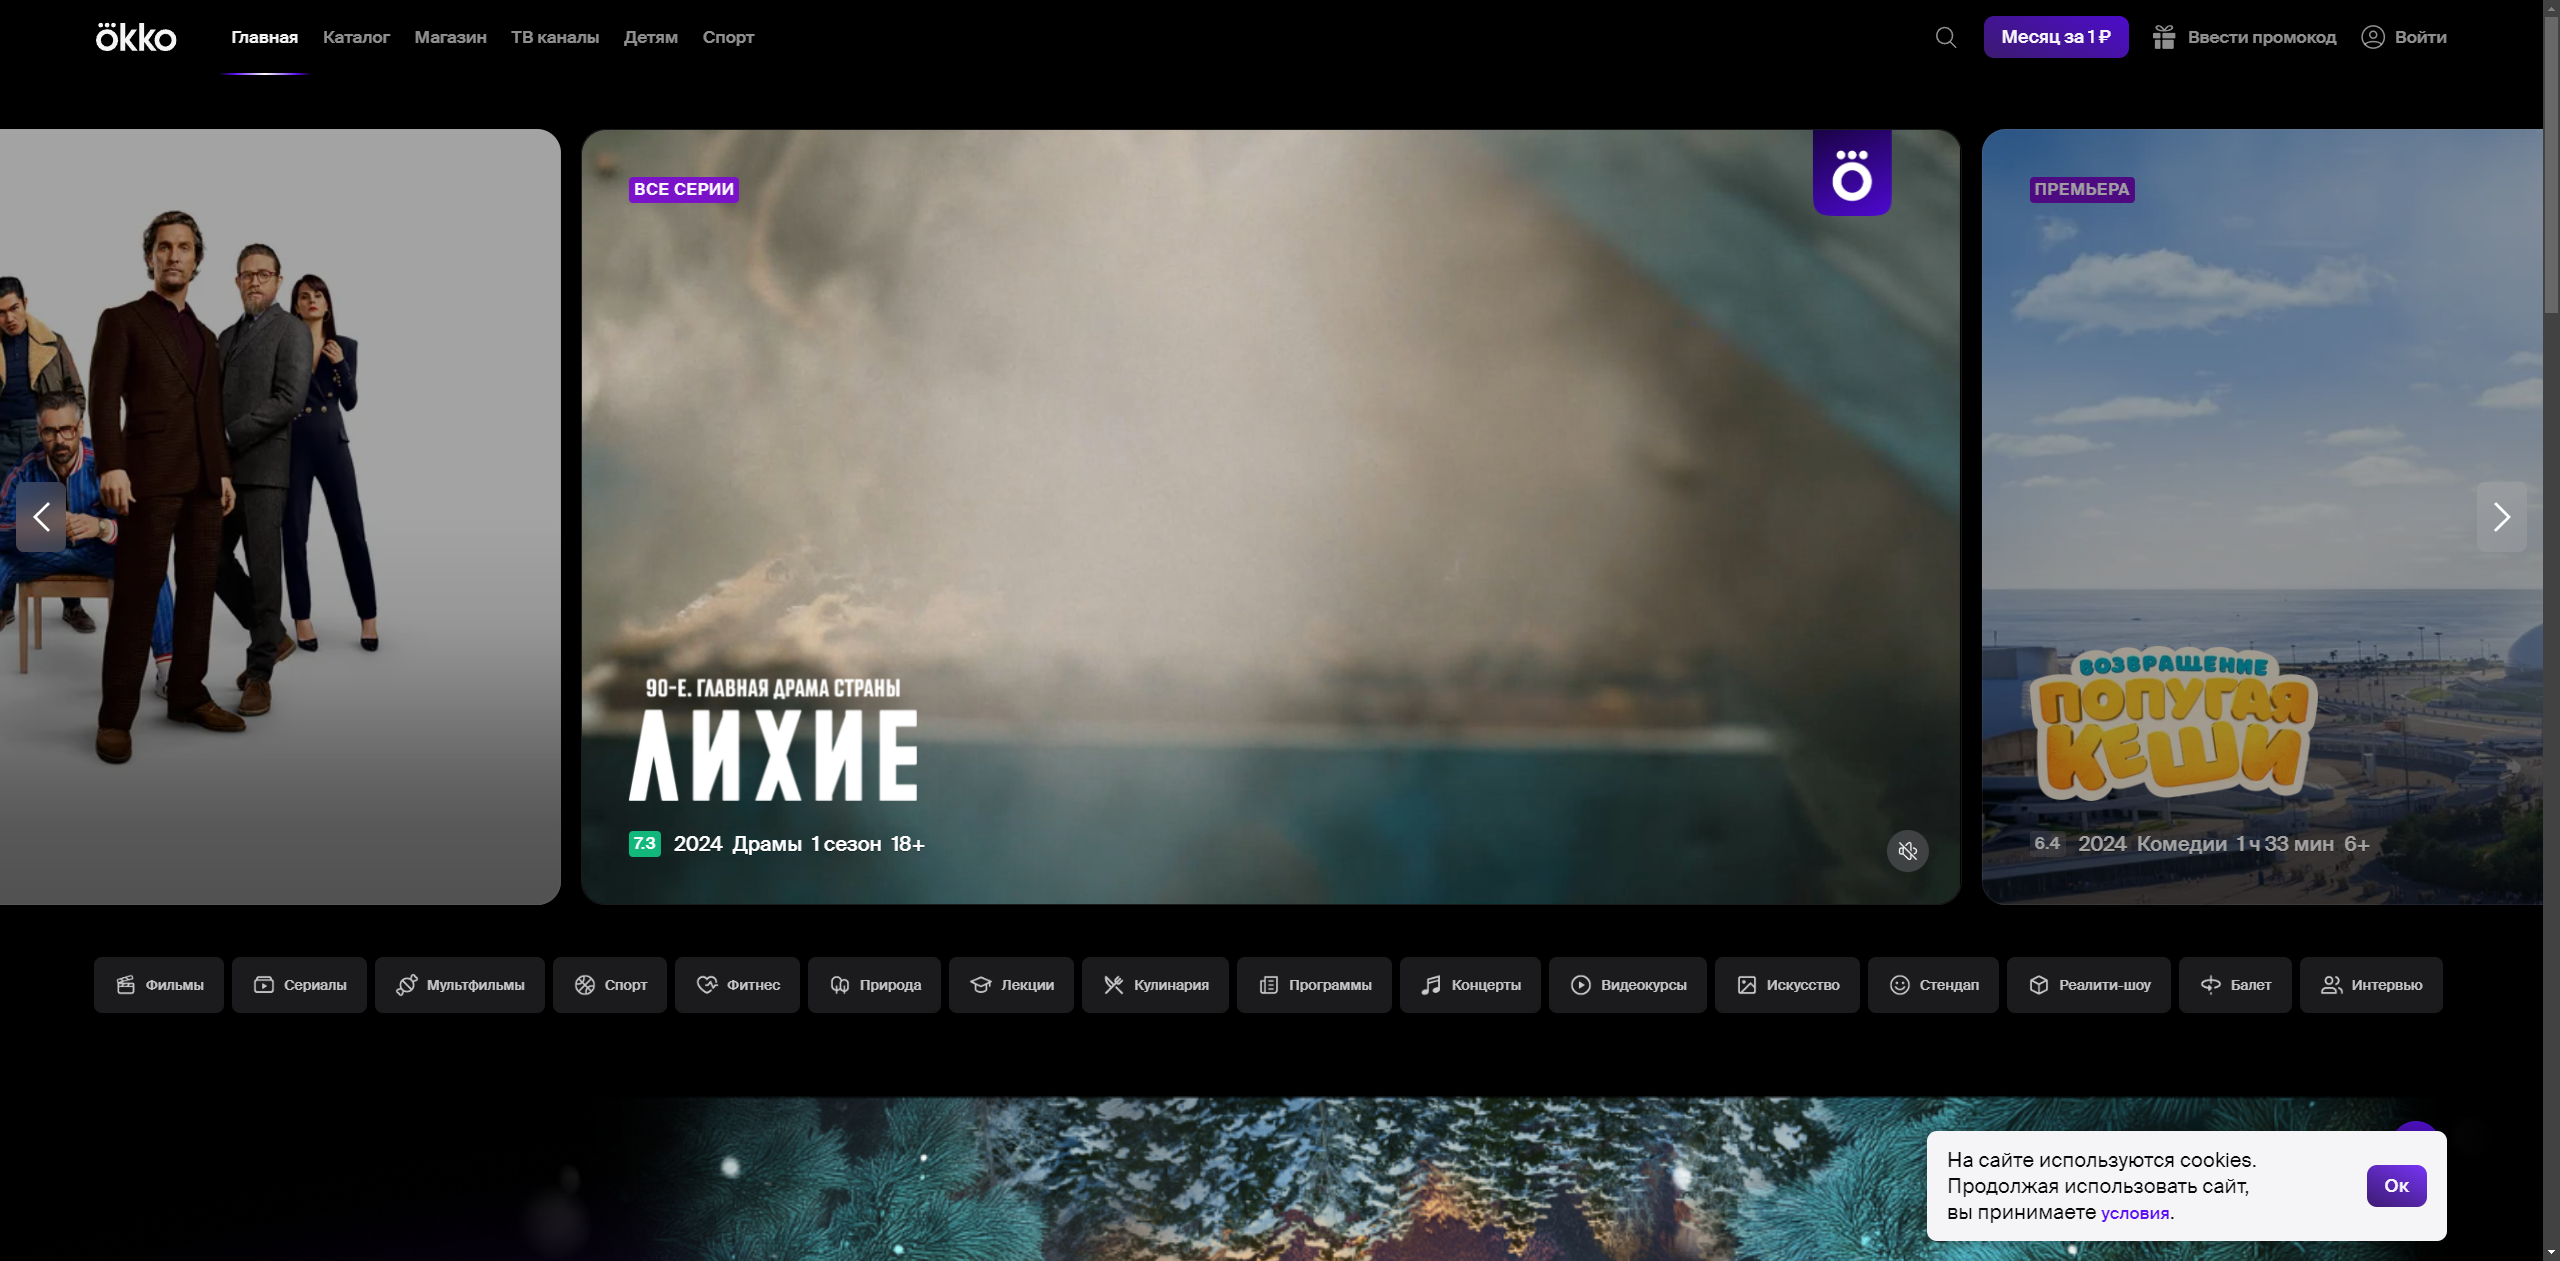 okko
Главная
Каталог
Магазин
ТВ каналы
Детям
Спорт
Месяц за 1 ₽
Ввести промокод
Войти
ВСЕ СЕРИИ
90-Е. ГЛАВНАЯ ДРАМА СТРАНЫ
ЛИХИЕ
7.3 2024 Драмы 1 сезон 18+
ПРЕМЬЕРА
ВОЗВРАЩЕНИЕ
ПОПУГАЯ
КЕШИ
6.4 2024 Комедии 1 ч 33 мин 6+
Фильмы
Сериалы
Мультфильмы
Спорт
Фитнес
Природа
Лекции
Кулинария
Программы
Концерты
Видеокурсы
Искусство
Стендап
Реалити-шоу
Балет
Интервью
На сайте используются cookies.
Продолжая использовать сайт,
вы принимаете условия.
Ок